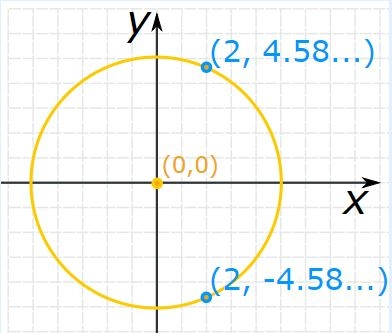 y
(2, 4.58...)
(0,0)
x
(2, -4.58...)